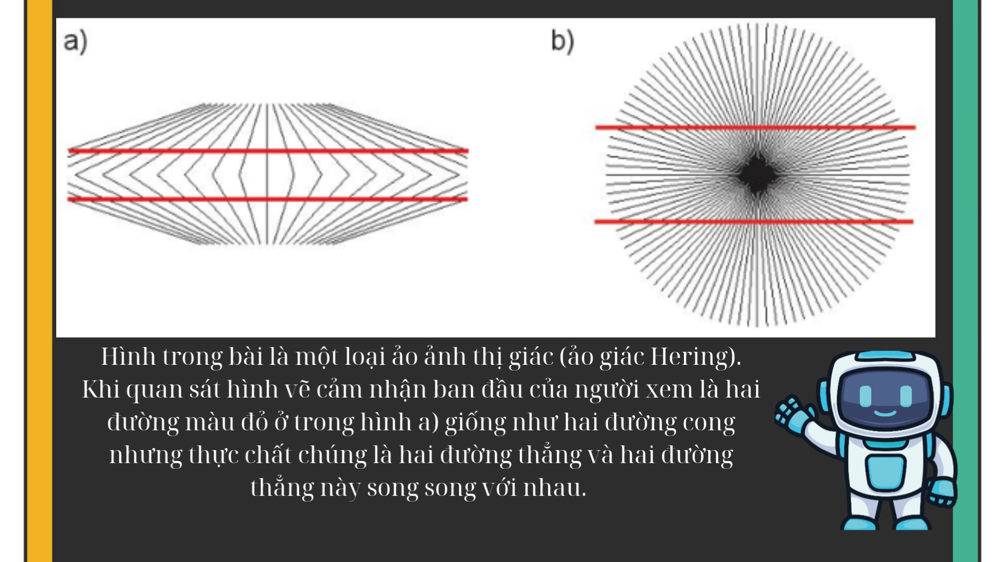 a)
b)
Hình trong bài là một loại ảo ảnh thị giác (ảo giác Hering).
Khi quan sát hình vẽ cảm nhận ban đầu của người xem là hai
đường màu đỏ ở trong hình a) giống như hai đường cong
nhưng thực chất chúng là hai đường thẳng và hai đường
thẳng này song song với nhau.